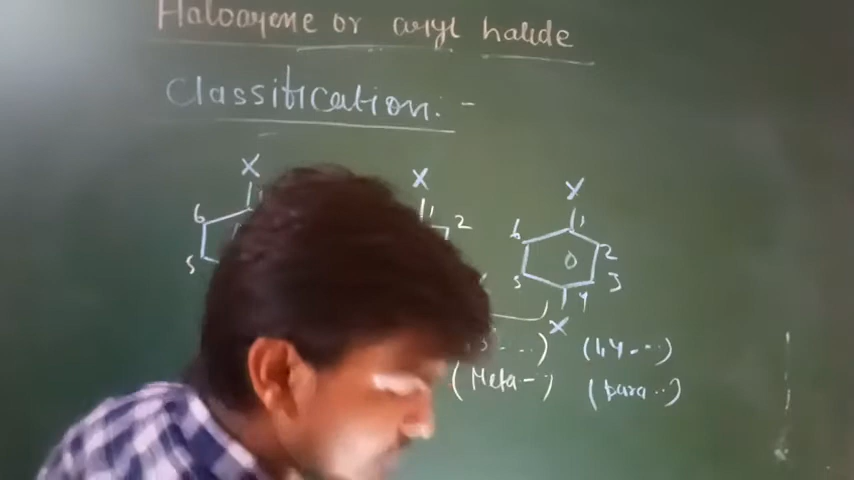 Haloarene or aryl halide
Classification:-
X X X
6 1 2 6 1 2
5 5 4 3
X
...) (1,4 ---)
(Meta-) (para..)